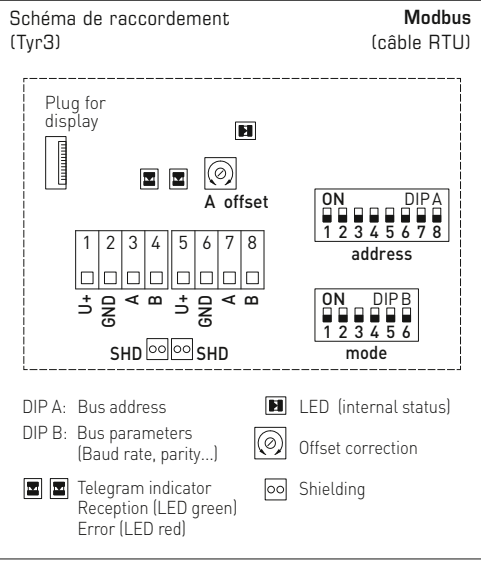 Schéma de raccordement
(Tyr3)
Modbus
(câble RTU)
Plug for
display
A offset
ON DIP A
1 2 3 4 5 6 7 8
address
1 2 3 4 5 6 7 8
U+ GND A B U+ GND A B
ON DIP B
1 2 3 4 5 6
mode
SHD SHD
DIP A: Bus address
DIP B: Bus parameters
(Baud rate, parity...)
Telegram indicator
Reception (LED green)
Error (LED red)
LED (internal status)
Offset correction
Shielding